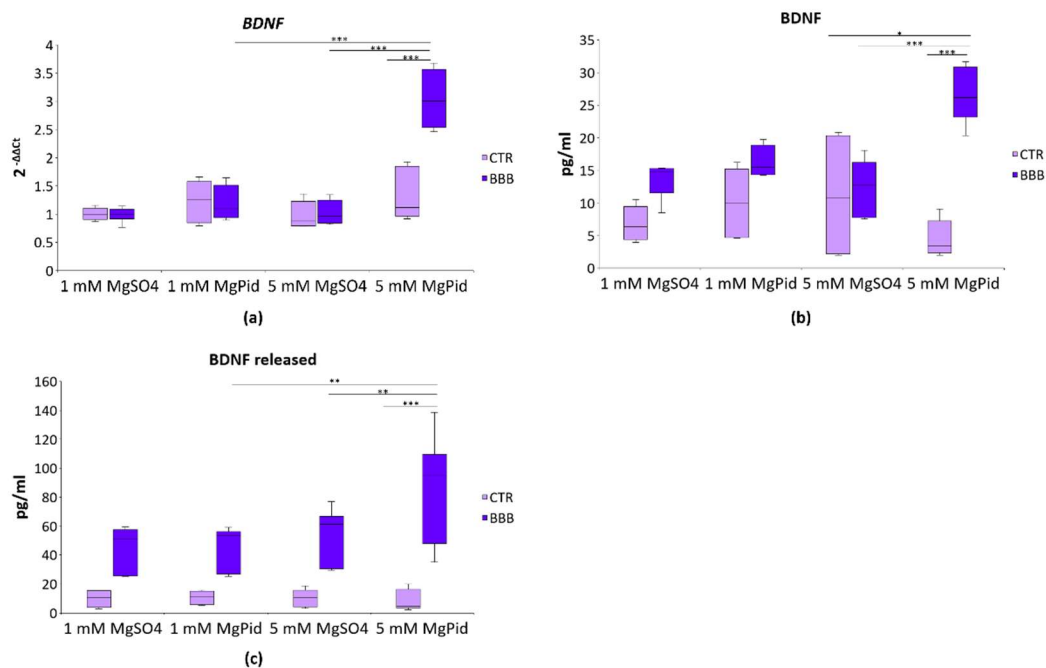 BDNF
***
***
***
4
3.5
3
2.5
2
1.5
1
0.5
0
2^-ΔΔCt
CTR
BBB
1 mM MgSO4 1 mM MgPid 5 mM MgSO4 5 mM MgPid
(a)
BDNF
*
***
***
35
30
25
20
15
10
5
0
pg/ml
CTR
BBB
1 mM MgSO4 1 mM MgPid 5 mM MgSO4 5 mM MgPid
(b)
BDNF released
**
**
***
160
140
120
100
80
60
40
20
0
pg/ml
CTR
BBB
1 mM MgSO4 1 mM MgPid 5 mM MgSO4 5 mM MgPid
(c)